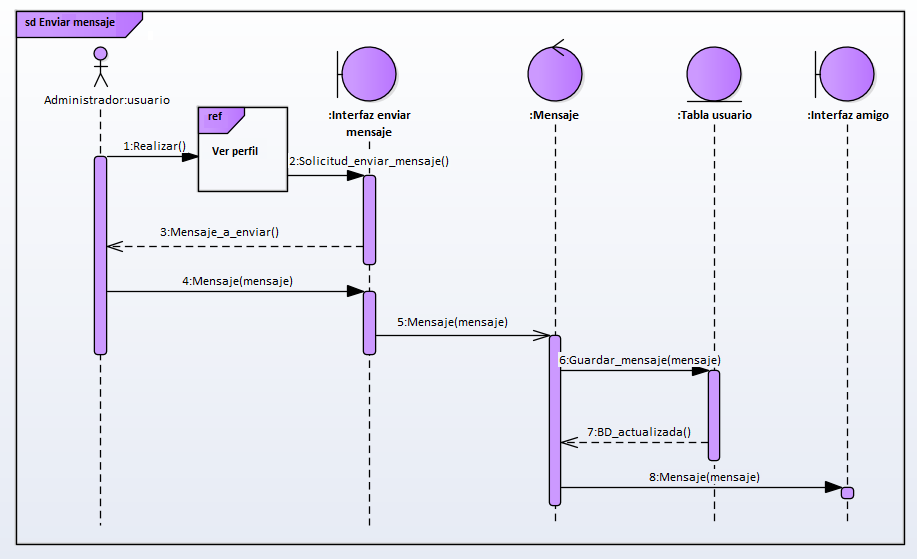 sd Enviar mensaje
Administrador:usuario
:Interfaz enviar
mensaje
:Mensaje
:Tabla usuario
:Interfaz amigo
ref
Ver perfil
1:Realizar()
2:Solicitud_enviar_mensaje()
3:Mensaje_a_enviar()
4:Mensaje(mensaje)
5:Mensaje(mensaje)
6:Guardar_mensaje(mensaje)
7:BD_actualizada()
8:Mensaje(mensaje)